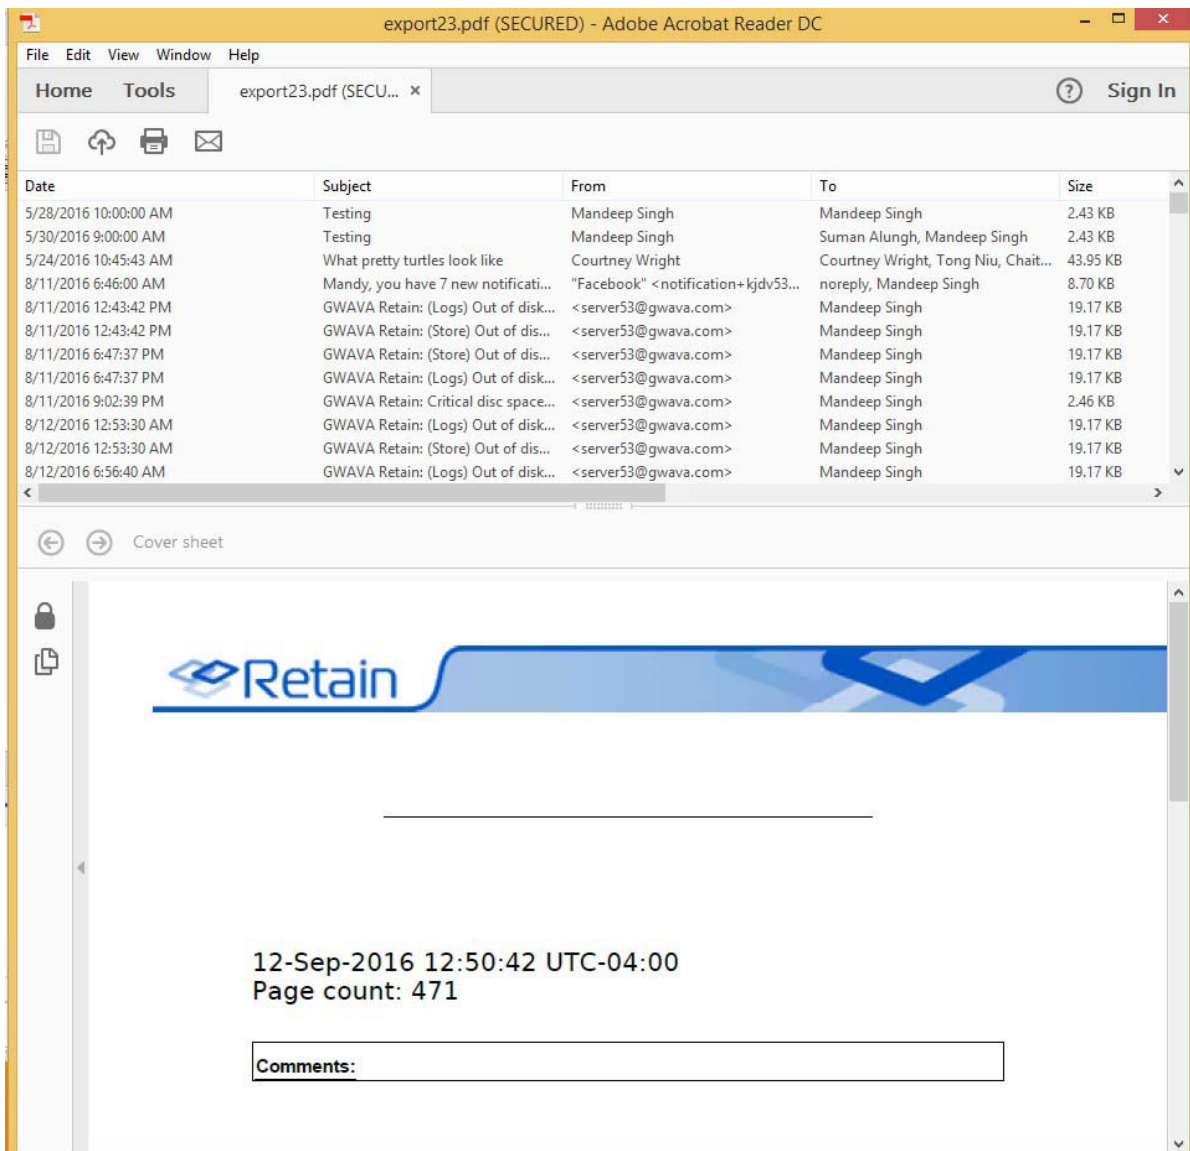 export23.pdf (SECURED) - Adobe Acrobat Reader DC
File Edit View Window Help
Home Tools export23.pdf (SECU... × ? Sign In
Date Subject From To Size
5/28/2016 10:00:00 AM Testing Mandeep Singh Mandeep Singh 2.43 KB
5/30/2016 9:00:00 AM Testing Mandeep Singh Suman Alungh, Mandeep Singh 2.43 KB
5/24/2016 10:45:43 AM What pretty turtles look like Courtney Wright Courtney Wright, Tong Niu, Chait... 43.95 KB
8/11/2016 6:46:00 AM Mandy, you have 7 new notificati... "Facebook" <notification+kjdv53... noreply, Mandeep Singh 8.70 KB
8/11/2016 12:43:42 PM GWAVA Retain: (Logs) Out of disk... <server53@gwava.com> Mandeep Singh 19.17 KB
8/11/2016 12:43:42 PM GWAVA Retain: (Store) Out of dis... <server53@gwava.com> Mandeep Singh 19.17 KB
8/11/2016 6:47:37 PM GWAVA Retain: (Store) Out of dis... <server53@gwava.com> Mandeep Singh 19.17 KB
8/11/2016 6:47:37 PM GWAVA Retain: (Logs) Out of disk... <server53@gwava.com> Mandeep Singh 19.17 KB
8/11/2016 9:02:39 PM GWAVA Retain: Critical disc space... <server53@gwava.com> Mandeep Singh 2.46 KB
8/12/2016 12:53:30 AM GWAVA Retain: (Logs) Out of disk... <server53@gwava.com> Mandeep Singh 19.17 KB
8/12/2016 12:53:30 AM GWAVA Retain: (Store) Out of dis... <server53@gwava.com> Mandeep Singh 19.17 KB
8/12/2016 6:56:40 AM GWAVA Retain: (Logs) Out of disk... <server53@gwava.com> Mandeep Singh 19.17 KB
Cover sheet
Retain
12-Sep-2016 12:50:42 UTC-04:00
Page count: 471
Comments: